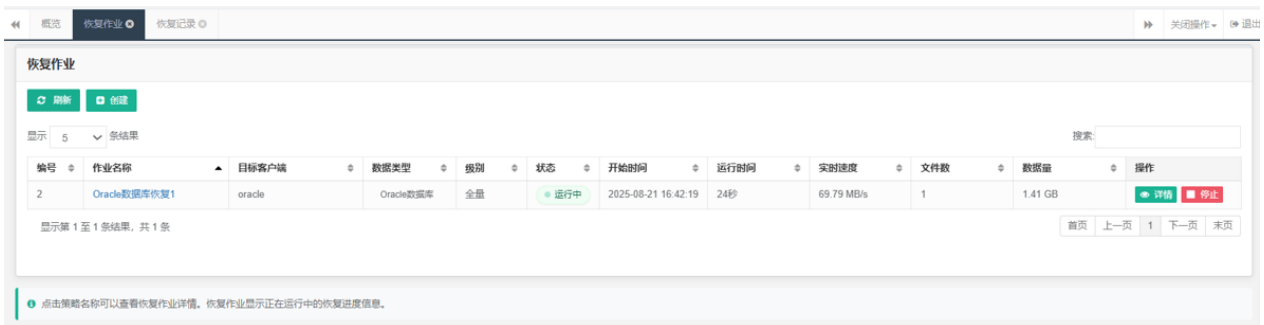 概览 恢复作业 恢复记录 关闭操作 退出
恢复作业
刷新 创建
显示 5 条结果 搜索:
编号 作业名称 目标客户端 数据类型 级别 状态 开始时间 运行时间 实时速度 文件数 数据量 操作
2 Oracle数据库恢复1 oracle Oracle数据库 全量 运行中 2025-08-21 16:42:19 24秒 69.79 MB/s 1 1.41 GB 详情 停止
显示第 1 至 1 条结果，共 1 条 首页 上一页 1 下一页 末页
点击策略名称可以查看恢复作业详情。恢复作业显示正在运行中的恢复进度信息。